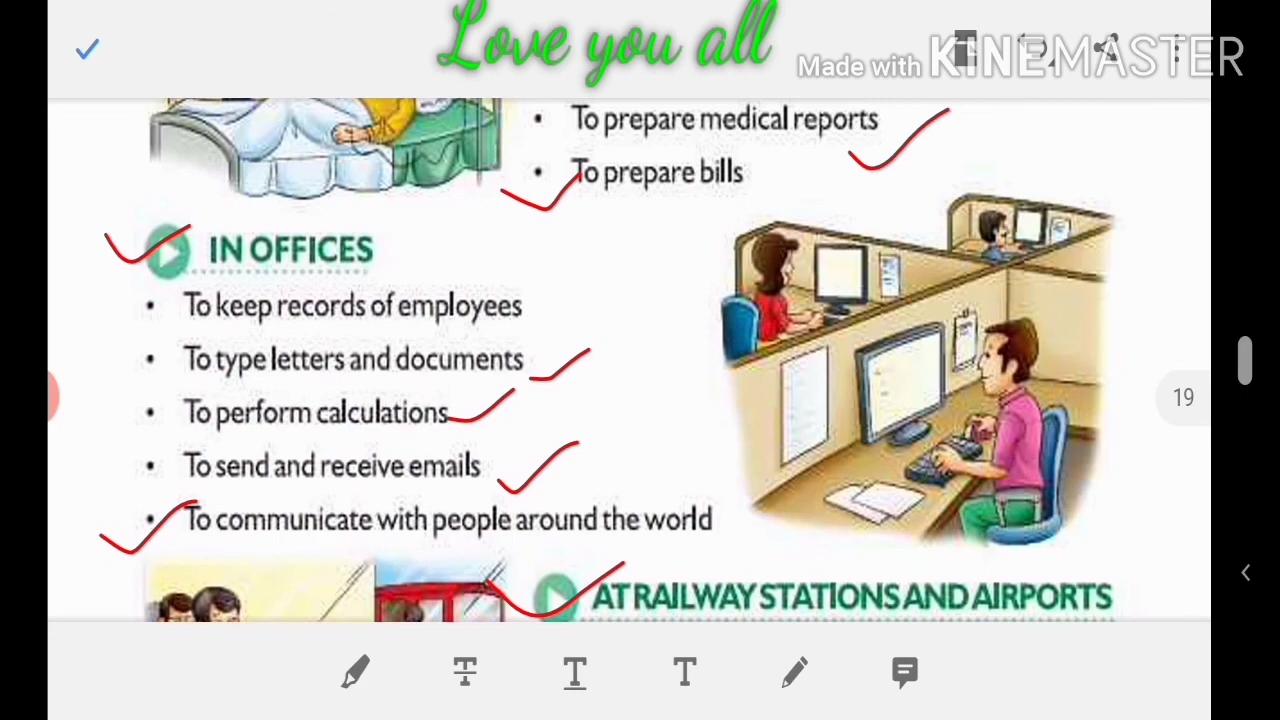 Love you all
Made with KINEMASTER
• To prepare medical reports
• To prepare bills
IN OFFICES
• To keep records of employees
• To type letters and documents
• To perform calculations
• To send and receive emails
• To communicate with people around the world
19
AT RAILWAY STATIONS AND AIRPORTS